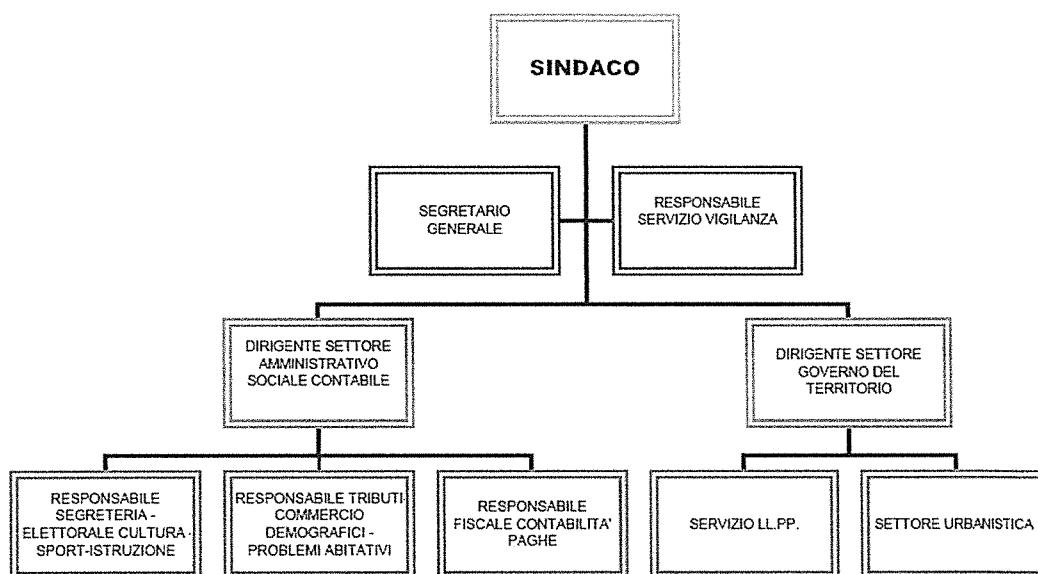 SINDACO
SEGRETARIO
GENERALE
RESPONSABILE
SERVIZIO VIGILANZA
DIRIGENTE SETTORE
AMMINISTRATIVO
SOCIALE CONTABILE
DIRIGENTE SETTORE
GOVERNO DEL
TERRITORIO
RESPONSABILE
SEGRETERIA -
ELETTORALE CULTURA -
SPORT-ISTRUZIONE
RESPONSABILE TRIBUTI-
COMMERCIO
DEMOGRAFICI -
PROBLEMI ABITATIVI
RESPONSABILE
FISCALE CONTABILITA'
PAGHE
SERVIZIO LL.PP.
SETTORE URBANISTICA